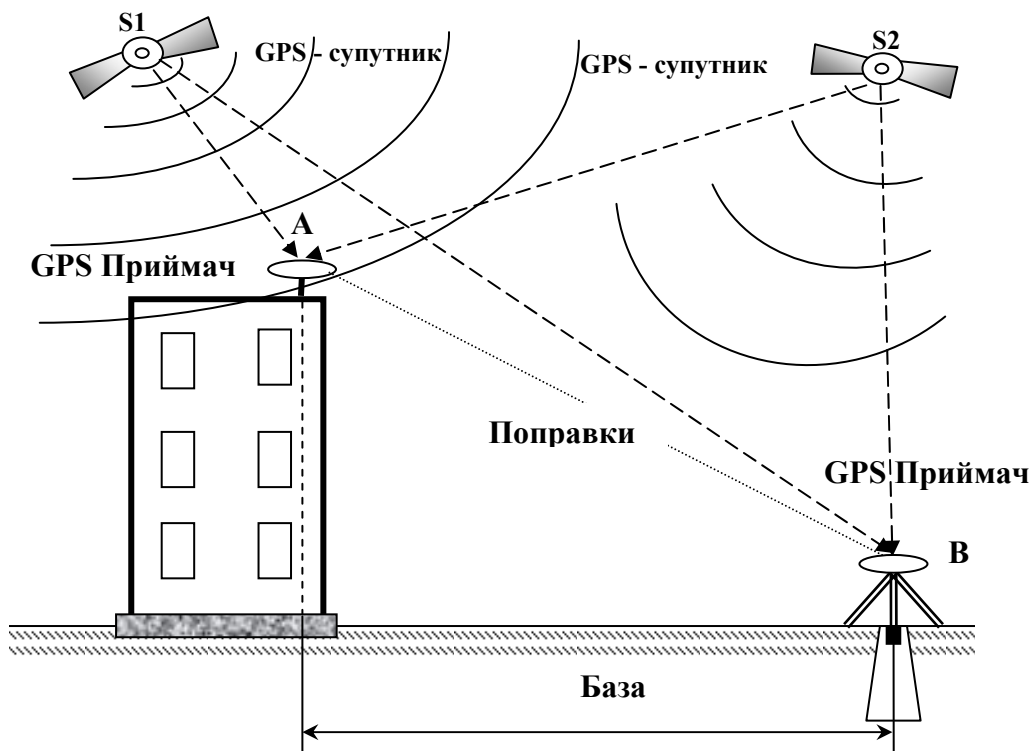 S1
GPS - супутник
GPS - супутник
S2
A
GPS Приймач
Поправки
GPS Приймач
B
База